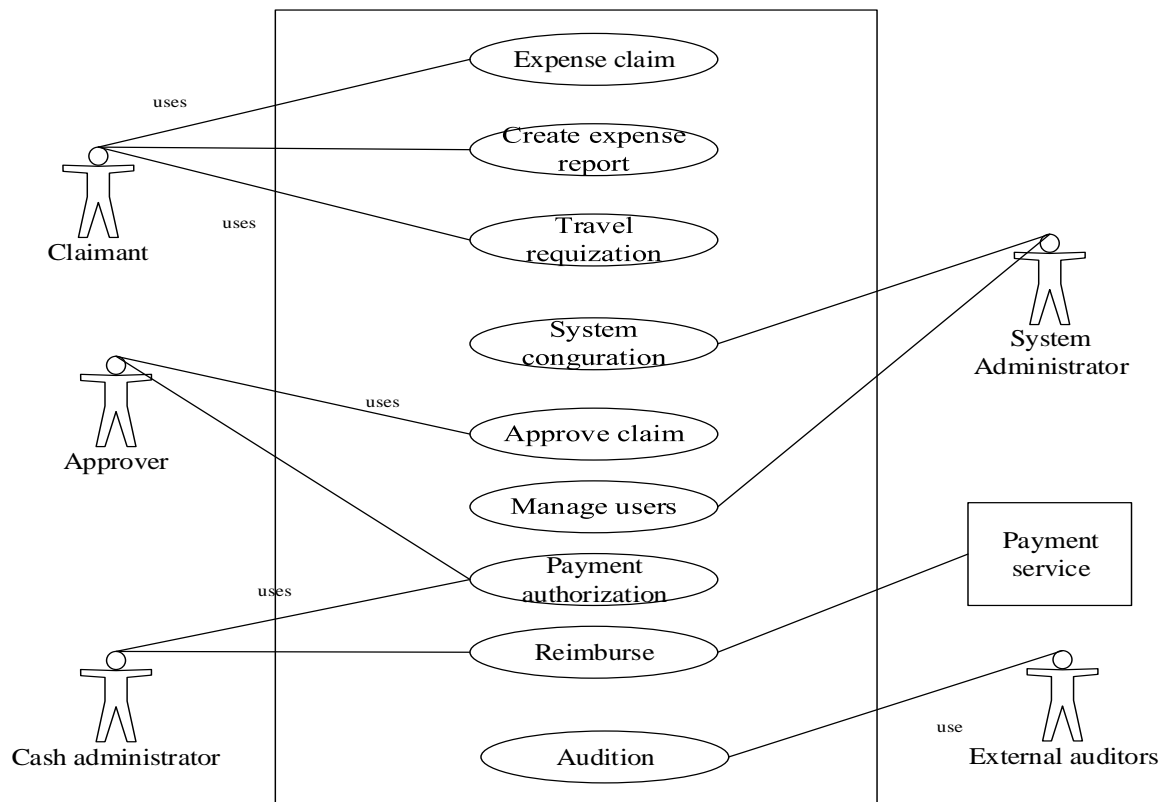 Expense claim
uses
Create expense
report
uses
Travel
requization
Claimant
System
conguration
System
Administrator
uses
Approve claim
Approver
Manage users
Payment
service
Payment
authorization
uses
Reimburse
use
Audition
Cash administrator
External auditors